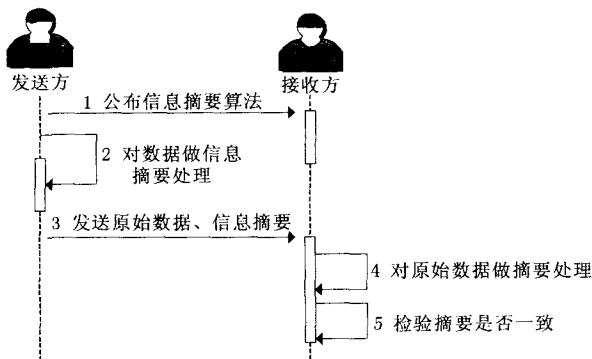 发送方
接收方
1 公布信息摘要算法
2 对数据做信息
摘要处理
3 发送原始数据、信息摘要
4 对原始数据做摘要处理
5 检验摘要是否一致